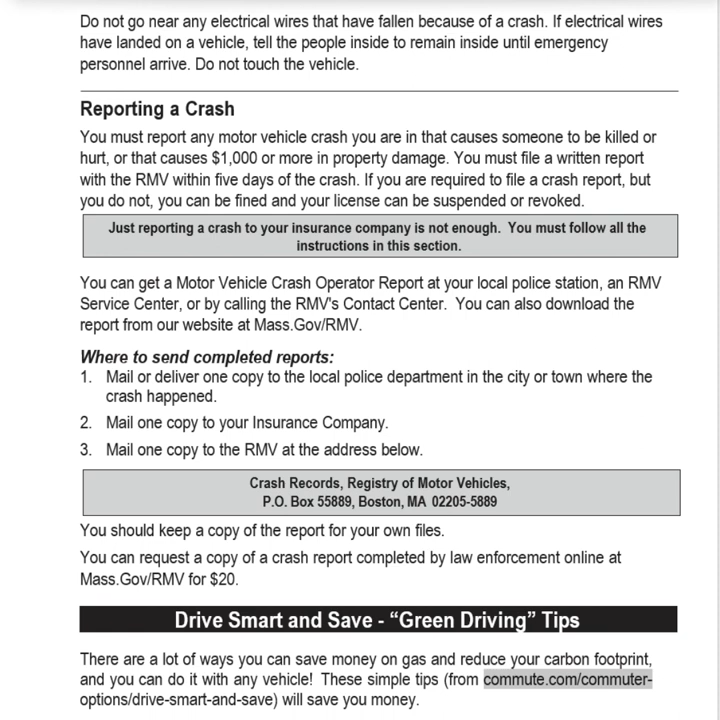 Do not go near any electrical wires that have fallen because of a crash. If electrical wires
have landed on a vehicle, tell the people inside to remain inside until emergency
personnel arrive. Do not touch the vehicle.
Reporting a Crash
You must report any motor vehicle crash you are in that causes someone to be killed or
hurt, or that causes $1,000 or more in property damage. You must file a written report
with the RMV within five days of the crash. If you are required to file a crash report, but
you do not, you can be fined and your license can be suspended or revoked.
Just reporting a crash to your insurance company is not enough. You must follow all the
instructions in this section.
You can get a Motor Vehicle Crash Operator Report at your local police station, an RMV
Service Center, or by calling the RMV's Contact Center. You can also download the
report from our website at Mass.Gov/RMV.
Where to send completed reports:
1. Mail or deliver one copy to the local police department in the city or town where the
crash happened.
2. Mail one copy to your Insurance Company.
3. Mail one copy to the RMV at the address below.
Crash Records, Registry of Motor Vehicles,
P.O. Box 55889, Boston, MA 02205-5889
You should keep a copy of the report for your own files.
You can request a copy of a crash report completed by law enforcement online at
Mass.Gov/RMV for $20.
Drive Smart and Save - “Green Driving” Tips
There are a lot of ways you can save money on gas and reduce your carbon footprint,
and you can do it with any vehicle! These simple tips (from commute.com/commuter-
options/drive-smart-and-save) will save you money.